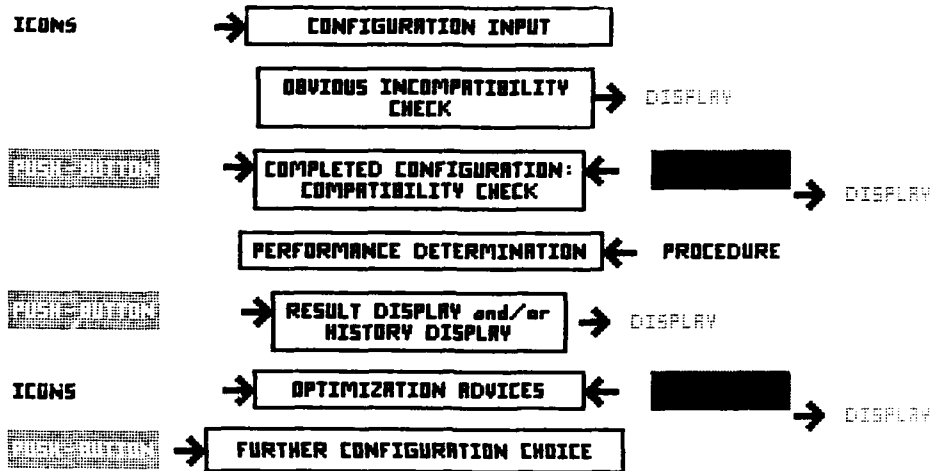 ICONS
CONFIGURATION INPUT
OBVIOUS INCOMPATIBILITY
CHECK
DISPLAY
PUSH-BUTTON
COMPLETED CONFIGURATION:
COMPATIBILITY CHECK
DISPLAY
PERFORMANCE DETERMINATION
PROCEDURE
PUSH-BUTTON
RESULT DISPLAY and/or
HISTORY DISPLAY
DISPLAY
ICONS
OPTIMIZATION ADVICES
DISPLAY
PUSH-BUTTON
FURTHER CONFIGURATION CHOICE